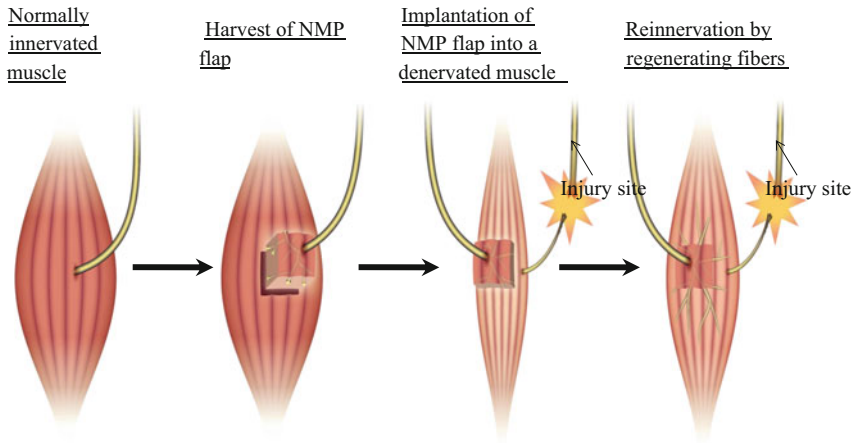 Normally
innervated
muscle
Harvest of NMP
flap
Implantation of
NMP flap into a
denervated muscle
Reinnervation by
regenerating fibers
Injury site
Injury site